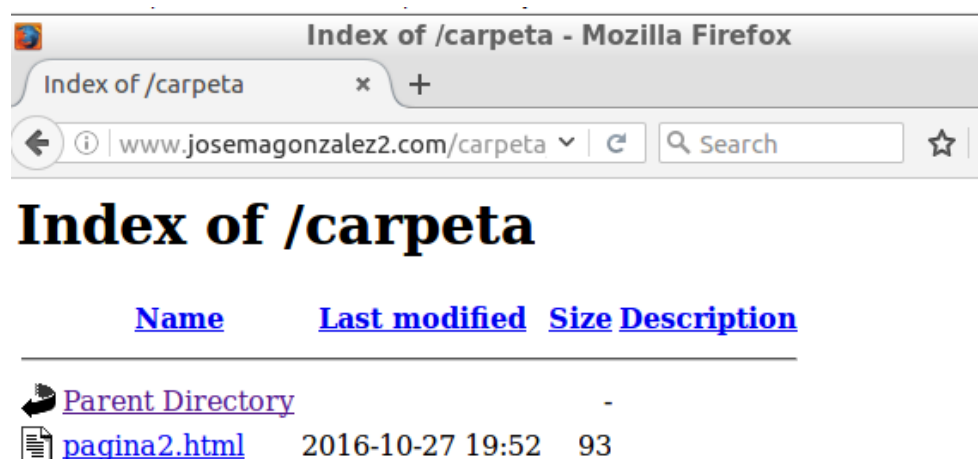 Index of /carpeta - Mozilla Firefox
Index of /carpeta × +
www.josemagonzalez2.com/carpeta Search
Index of /carpeta
Name Last modified Size Description
Parent Directory -
pagina2.html 2016-10-27 19:52 93